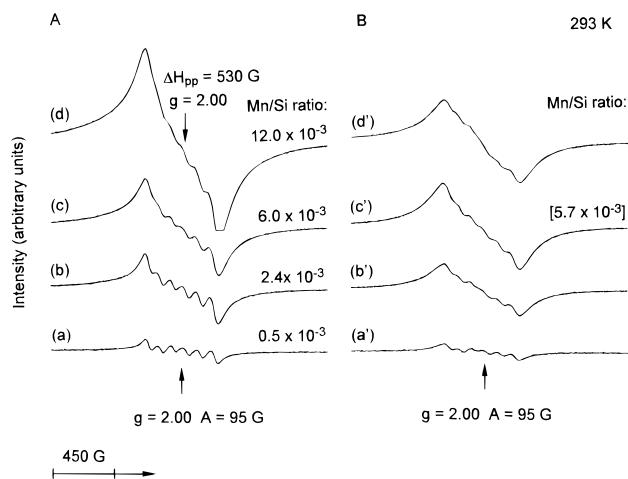 A
B
293 K
ΔHpp = 530 G
g = 2.00
Mn/Si ratio:
Mn/Si ratio:
(d)
12.0 x 10-3
(d')
(c)
6.0 x 10-3
(c')
[5.7 x 10-3]
(b)
2.4x 10-3
(b')
(a)
0.5 x 10-3
(a')
Intensity (arbitrary units)
g = 2.00 A = 95 G
g = 2.00 A = 95 G
450 G